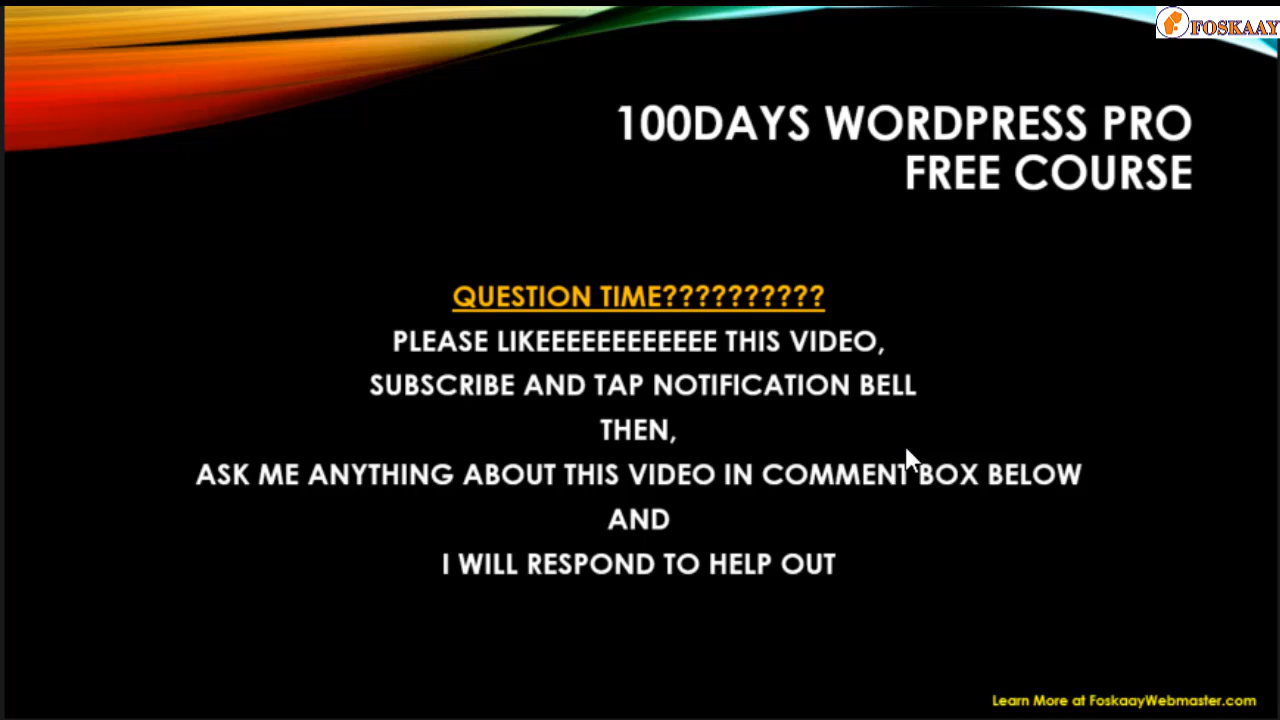 FOSKAAY
100DAYS WORDPRESS PRO
FREE COURSE
QUESTION TIME??????????
PLEASE LIKEEEEEEEEEEEE THIS VIDEO,
SUBSCRIBE AND TAP NOTIFICATION BELL
THEN,
ASK ME ANYTHING ABOUT THIS VIDEO IN COMMENT BOX BELOW
AND
I WILL RESPOND TO HELP OUT
Learn More at FoskaayWebmaster.com